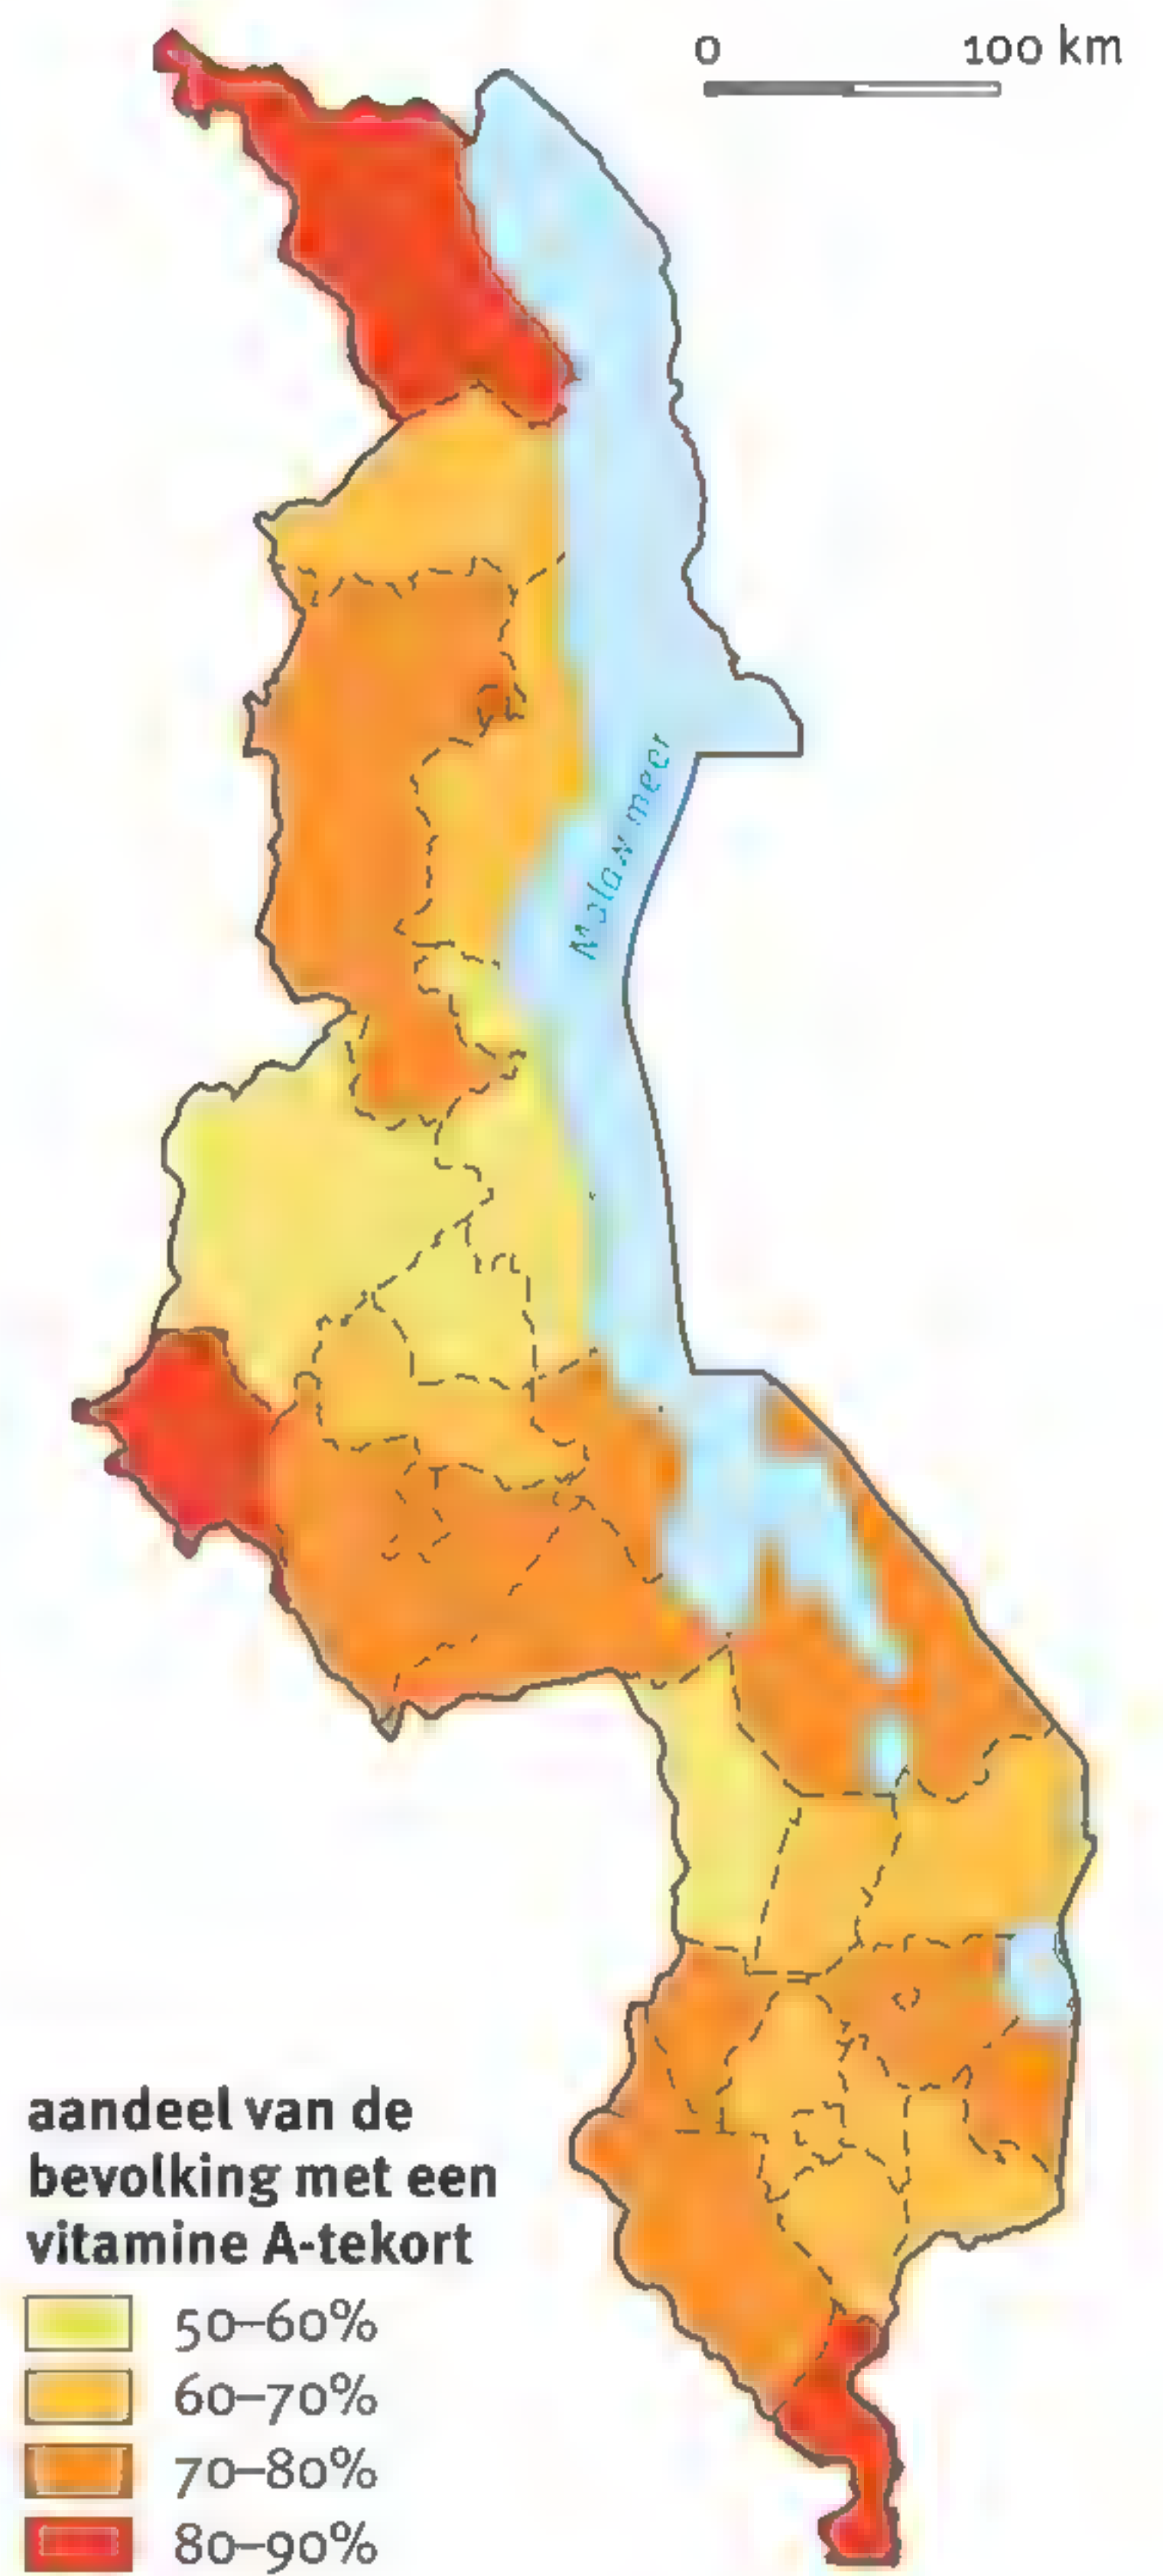 0 100 km
Malawimeer
aandeel van de
bevolking met een
vitamine A-tekort
50–60%
60–70%
70–80%
80–90%